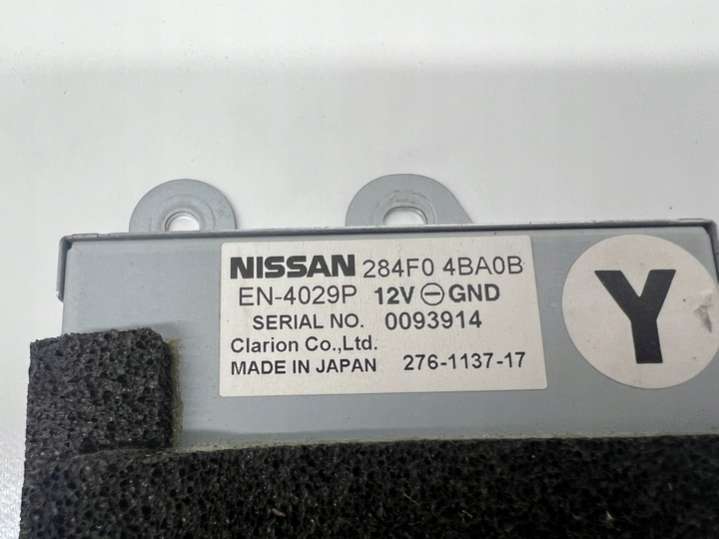 NISSAN 284F0 4BA0B
EN-4029P 12V ⊖ GND
SERIAL NO. 0093914
Clarion Co.,Ltd.
MADE IN JAPAN 276-1137-17
Y